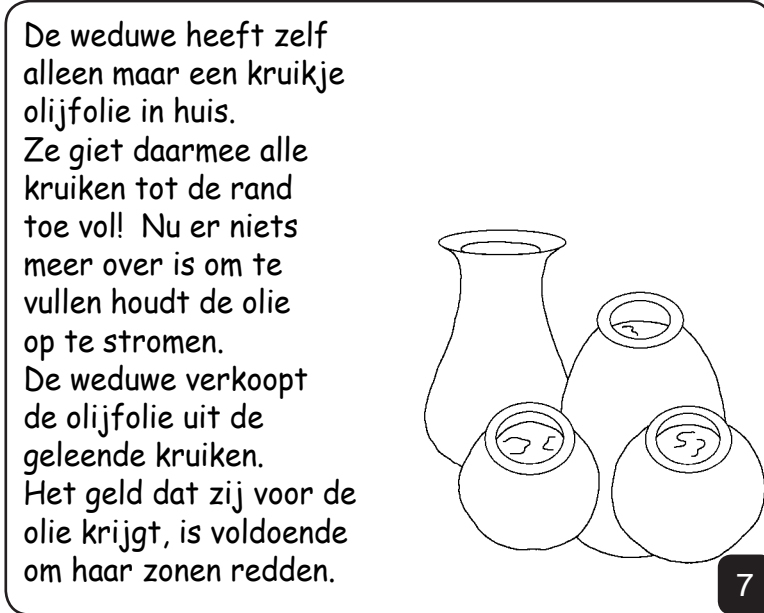 De weduwe heeft zelf
alleen maar een kruikje
olijfolie in huis.
Ze giet daarmee alle
kruiken tot de rand
toe vol!  Nu er niets
meer over is om te
vullen houdt de olie
op te stromen.
De weduwe verkoopt
de olijfolie uit de
geleende kruiken.
Het geld dat zij voor de
olie krijgt, is voldoende
om haar zonen redden.
7